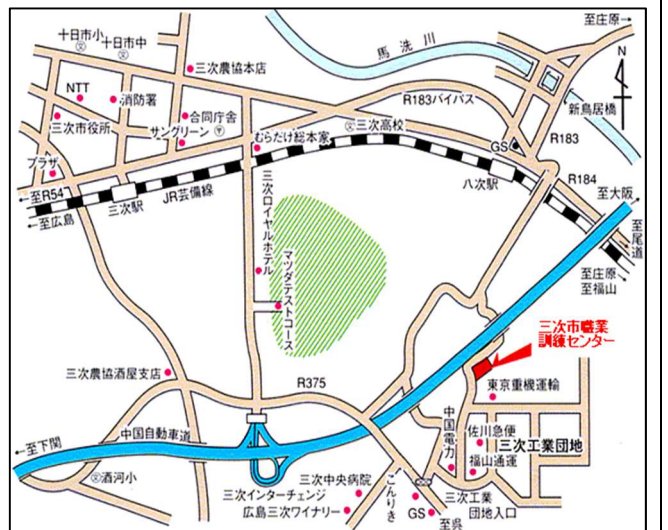 至庄原→
十日市小
文
十日市中
文
馬洗川
N
三次農協本店
NTT
消防署
R183バイパス
新鳥居橋
合同庁舎
三次市役所
サングリーン
〒
文三次高校
R183
むらだけ総本家
GS
プラザ
八次駅
R184
←至R54
三次駅
JR芸備線
←至広島
至大阪
至尾道
三次ロイヤルホテル
マツダテストコース
至庄原
至福山
三次市職業
訓練センター
三次農協酒屋支店
R375
東京重機運輸
中国電力
佐川急便
三次工業団地
福山通運
中国自動車道
←至下関
文酒河小
三次中央病院
ごんりき
三次インターチェンジ
三次工業
団地入口
広島三次ワイナリー
GS
至呉